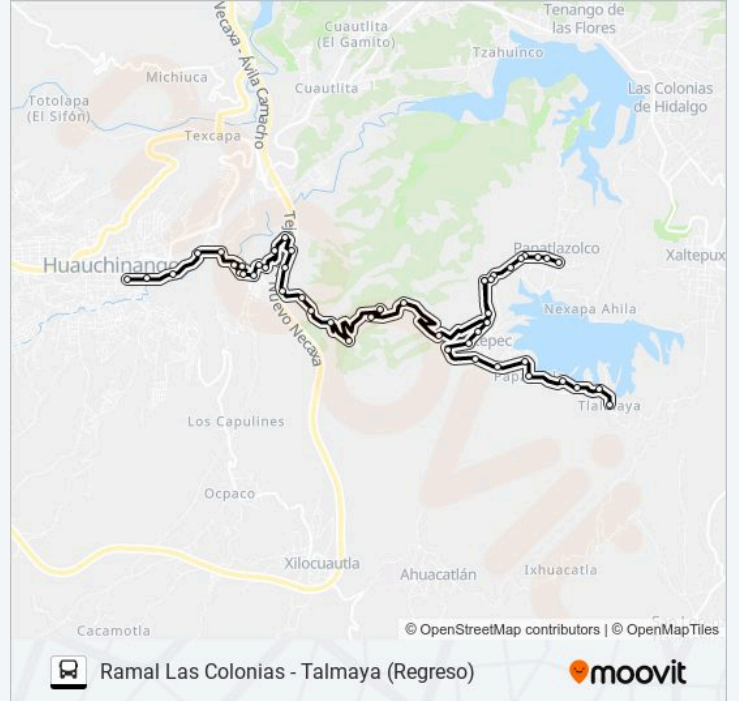 Tenango de
las Flores
Cuautlita
(El Gamito)
Tzahuinco
Necaxa - Ávila Camacho
Michiuca
Cuautlita
Las Colonias
de Hidalgo
Totolapa
(El Sifón)
Texcapa
Papatlazolco
Xaltepux
Huauchinango
Nuevo Necaxa
Nexapa Ahila
Tlalmaya
Los Capulines
Ocpaco
Xilocuautla
Ahuacatlán
Ixhuacatla
Cacamotla
© OpenStreetMap contributors | © OpenMapTiles
Ramal Las Colonias - Talmaya (Regreso)
moovit